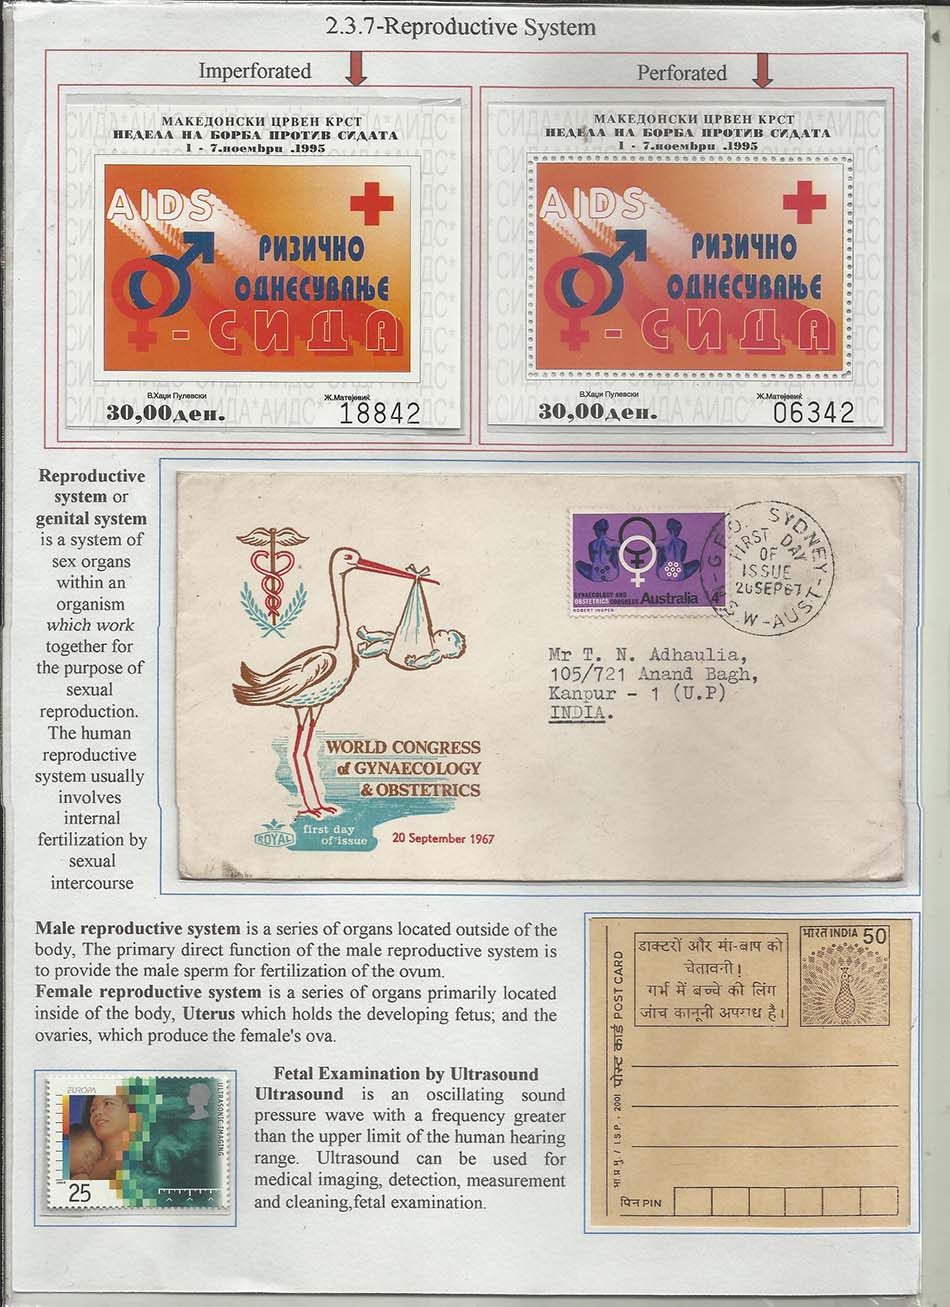 2.3.7-Reproductive System
Imperforated
МАКЕДОНСКИ ЦРВЕН КРСТ
НЕДЕЛА НА БОРБА ПРОТИВ СИДАТА
1 - 7.ноември .1995
AIDS
РИЗИЧНО
ОДНЕСУВАЊЕ
- СИДА
В.Хаџи Пулевски
Ж.Матејевиќ
30,00ден.
18842
Perforated
МАКЕДОНСКИ ЦРВЕН КРСТ
НЕДЕЛА НА БОРБА ПРОТИВ СИДАТА
1 - 7.ноември .1995
AIDS
РИЗИЧНО
ОДНЕСУВАЊЕ
- СИДА
В.Хаџи Пулевски
Ж.Матејевиќ
30,00ден.
06342
Reproductive
system or
genital system
is a system of
sex organs
within an
organism
which work
together for
the purpose of
sexual
reproduction.
The human
reproductive
system usually
involves
internal
fertilization by
sexual
intercourse
WORLD CONGRESS
of GYNAECOLOGY
& OBSTETRICS
ROYAL
first day
of issue
20 September 1967
GYNAECOLOGY AND
OBSTETRICS CONGRESS Australia 4c
ROBERT INGPEN
G.P.O. SYDNEY
FIRST DAY
OF
ISSUE
20SEP67
N.S.W-AUST-
Mr T. N. Adhaulia,
105/721 Anand Bagh,
Kanpur - 1 (U.P)
INDIA.
Male reproductive system is a series of organs located outside of the
body, The primary direct function of the male reproductive system is
to provide the male sperm for fertilization of the ovum.
Female reproductive system is a series of organs primarily located
inside of the body, Uterus which holds the developing fetus; and the
ovaries, which produce the female's ova.
EUROPA
ULTRASONIC IMAGING
25
Fetal Examination by Ultrasound
Ultrasound is an oscillating sound
pressure wave with a frequency greater
than the upper limit of the human hearing
range. Ultrasound can be used for
medical imaging, detection, measurement
and cleaning,fetal examination.
डाक्टरों और मां-बाप को
चेतावनी !
गर्भ में बच्चे की लिंग
जांच कानूनी अपराध है।
भारत INDIA 50
भा.प्र.मु / I.S.P. - 2001 पोस्ट कार्ड POST CARD
पिन PIN